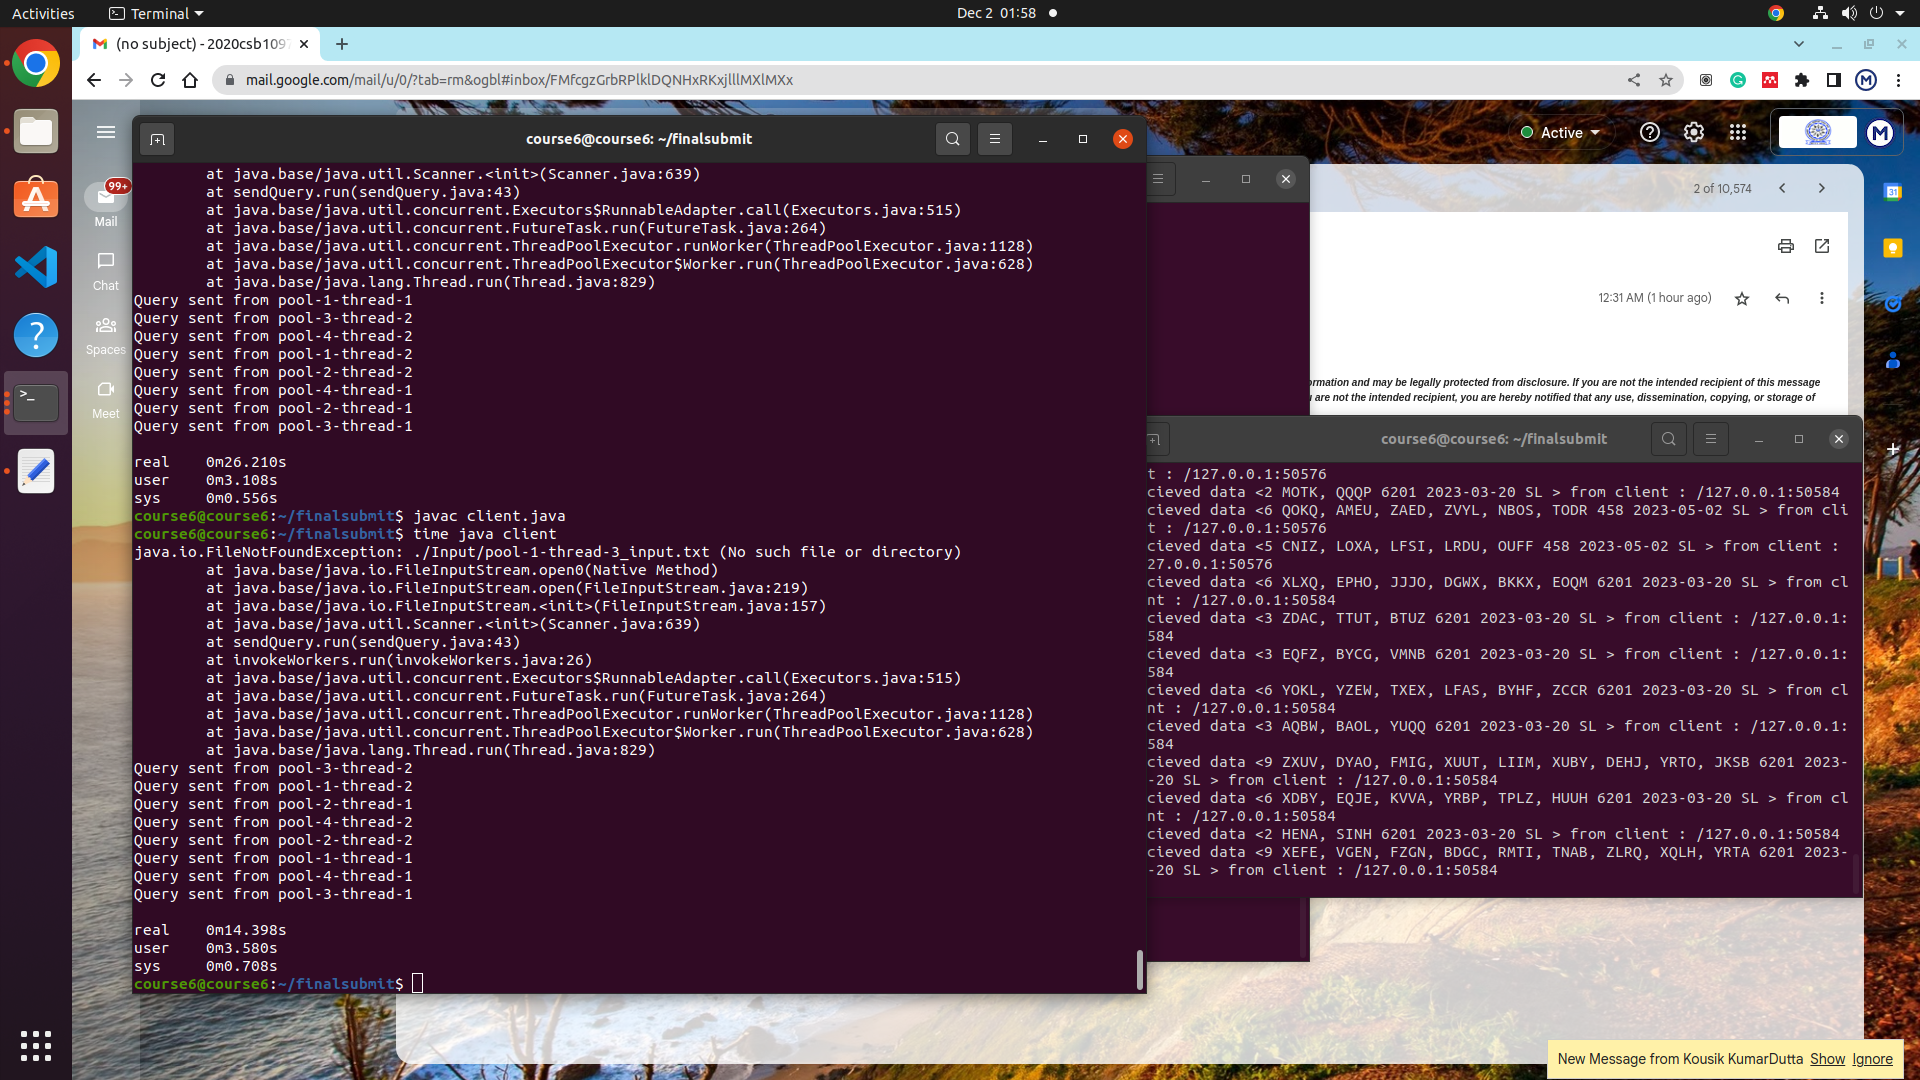 Activities
Terminal
Dec 2 01:58
(no subject) - 2020csb1097
mail.google.com/mail/u/0/?tab=rm&ogbl#inbox/FMfcgzGrbRPlklDQNHxRKxjlllMXlMXx
course6@course6: ~/finalsubmit
Active
M
99+
Mail
Chat
Spaces
Meet
2 of 10,574
31
12:31 AM (1 hour ago)
at java.base/java.util.Scanner.<init>(Scanner.java:639)
at sendQuery.run(sendQuery.java:43)
at java.base/java.util.concurrent.Executors$RunnableAdapter.call(Executors.java:515)
at java.base/java.util.concurrent.FutureTask.run(FutureTask.java:264)
at java.base/java.util.concurrent.ThreadPoolExecutor.runWorker(ThreadPoolExecutor.java:1128)
at java.base/java.util.concurrent.ThreadPoolExecutor$Worker.run(ThreadPoolExecutor.java:628)
at java.base/java.lang.Thread.run(Thread.java:829)
Query sent from pool-1-thread-1
Query sent from pool-3-thread-2
Query sent from pool-4-thread-2
Query sent from pool-1-thread-2
Query sent from pool-2-thread-2
Query sent from pool-4-thread-1
Query sent from pool-2-thread-1
Query sent from pool-3-thread-1
real 0m26.210s
user 0m3.108s
sys 0m0.556s
course6@course6:~/finalsubmit$ javac client.java
course6@course6:~/finalsubmit$ time java client
java.io.FileNotFoundException: ./Input/pool-1-thread-3_input.txt (No such file or directory)
at java.base/java.io.FileInputStream.open0(Native Method)
at java.base/java.io.FileInputStream.open(FileInputStream.java:219)
at java.base/java.io.FileInputStream.<init>(FileInputStream.java:157)
at java.base/java.util.Scanner.<init>(Scanner.java:639)
at sendQuery.run(sendQuery.java:43)
at invokeWorkers.run(invokeWorkers.java:26)
at java.base/java.util.concurrent.Executors$RunnableAdapter.call(Executors.java:515)
at java.base/java.util.concurrent.FutureTask.run(FutureTask.java:264)
at java.base/java.util.concurrent.ThreadPoolExecutor.runWorker(ThreadPoolExecutor.java:1128)
at java.base/java.util.concurrent.ThreadPoolExecutor$Worker.run(ThreadPoolExecutor.java:628)
at java.base/java.lang.Thread.run(Thread.java:829)
Query sent from pool-3-thread-2
Query sent from pool-1-thread-2
Query sent from pool-2-thread-1
Query sent from pool-4-thread-2
Query sent from pool-2-thread-2
Query sent from pool-1-thread-1
Query sent from pool-4-thread-1
Query sent from pool-3-thread-1
real 0m14.398s
user 0m3.580s
sys 0m0.708s
course6@course6:~/finalsubmit$
ormation and may be legally protected from disclosure. If you are not the intended recipient of this message
are not the intended recipient, you are hereby notified that any use, dissemination, copying, or storage of
course6@course6: ~/finalsubmit
t : /127.0.0.1:50576
cieved data <2 MOTK, QQQP 6201 2023-03-20 SL > from client : /127.0.0.1:50584
cieved data <6 QOKQ, AMEU, ZAED, ZVYL, NBOS, TODR 458 2023-05-02 SL > from cli
t : /127.0.0.1:50576
cieved data <5 CNIZ, LOXA, LFSI, LRDU, OUFF 458 2023-05-02 SL > from client :
27.0.0.1:50576
cieved data <6 XLXQ, EPHO, JJJO, DGWX, BKKX, EOQM 6201 2023-03-20 SL > from cl
nt : /127.0.0.1:50584
cieved data <3 ZDAC, TTUT, BTUZ 6201 2023-03-20 SL > from client : /127.0.0.1:
584
cieved data <3 EQFZ, BYCG, VMNB 6201 2023-03-20 SL > from client : /127.0.0.1:
584
cieved data <6 YOKL, YZEW, TXEX, LFAS, BYHF, ZCCR 6201 2023-03-20 SL > from cl
nt : /127.0.0.1:50584
cieved data <3 AQBW, BAOL, YUQQ 6201 2023-03-20 SL > from client : /127.0.0.1:
584
cieved data <9 ZXUV, DYAO, FMIG, XUUT, LIIM, XUBY, DEHJ, YRTO, JKSB 6201 2023-
-20 SL > from client : /127.0.0.1:50584
cieved data <6 XDBY, EQJE, KVVA, YRBP, TPLZ, HUUH 6201 2023-03-20 SL > from cl
nt : /127.0.0.1:50584
cieved data <2 HENA, SINH 6201 2023-03-20 SL > from client : /127.0.0.1:50584
cieved data <9 XEFE, VGEN, FZGN, BDGC, RMTI, TNAB, ZLRQ, XQLH, YRTA 6201 2023-
-20 SL > from client : /127.0.0.1:50584
New Message from Kousik KumarDutta Show Ignore